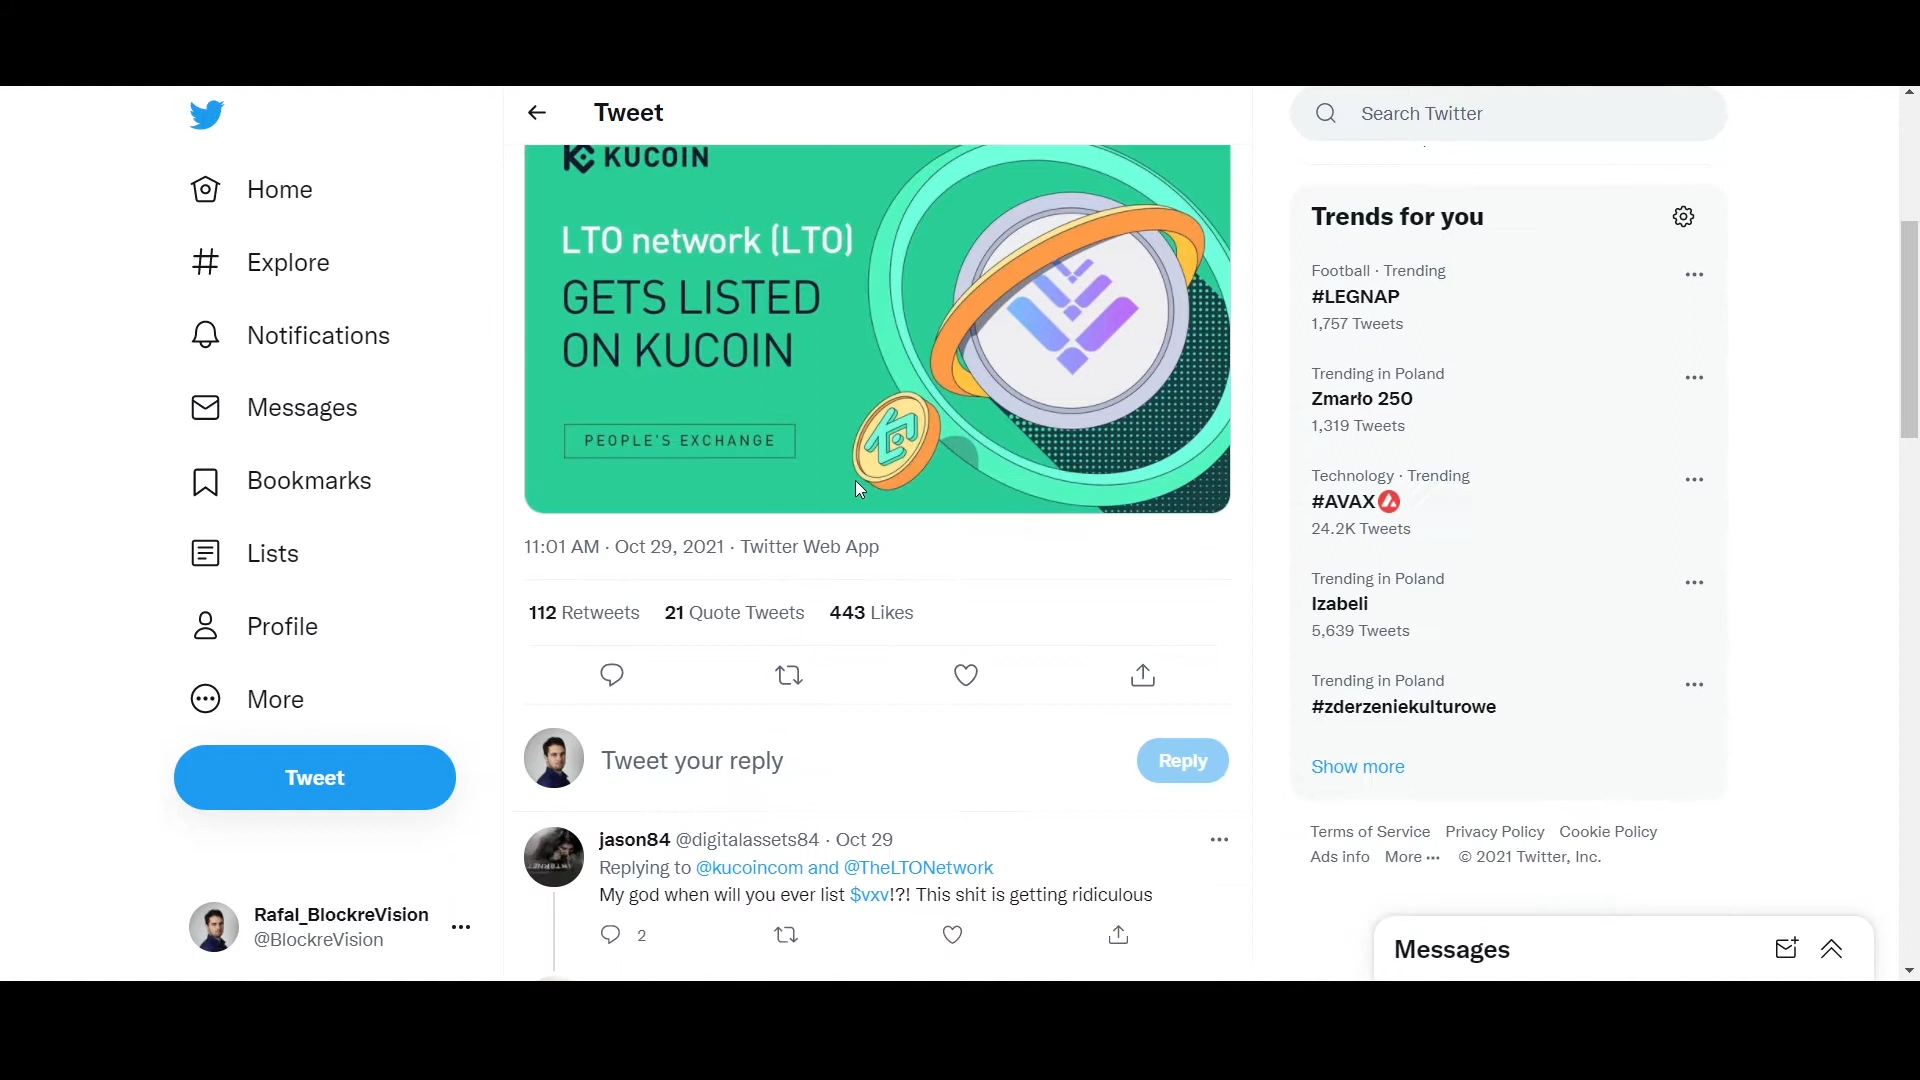 Home
Explore
Notifications
Messages
Bookmarks
Lists
Profile
More
Tweet
Rafal_BlockreVision
@BlockreVision
Tweet
KUCOIN
LTO network (LTO)
GETS LISTED
ON KUCOIN
PEOPLE'S EXCHANGE
11:01 AM · Oct 29, 2021 · Twitter Web App
112 Retweets 21 Quote Tweets 443 Likes
Tweet your reply
Reply
jason84 @digitalassets84 · Oct 29
Replying to @kucoincom and @TheLTONetwork
My god when will you ever list $vxv!?! This shit is getting ridiculous
2
Search Twitter
Trends for you
Football · Trending
#LEGNAP
1,757 Tweets
Trending in Poland
Zmarło 250
1,319 Tweets
Technology · Trending
#AVAX
24.2K Tweets
Trending in Poland
Izabeli
5,639 Tweets
Trending in Poland
#zderzeniekulturowe
Show more
Terms of Service Privacy Policy Cookie Policy
Ads info More ··· © 2021 Twitter, Inc.
Messages